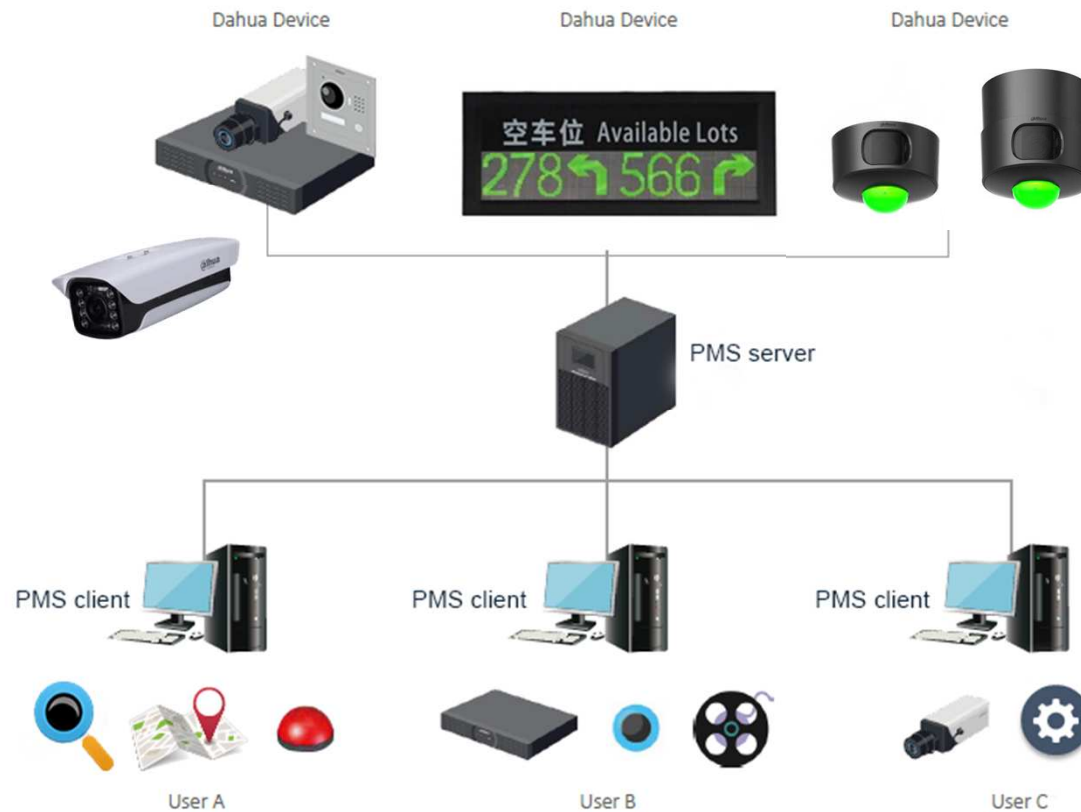 Dahua Device
Dahua Device
Dahua Device
空车位 Available Lots
278 566
alhua
PMS server
PMS client
PMS client
PMS client
User A
User B
User C